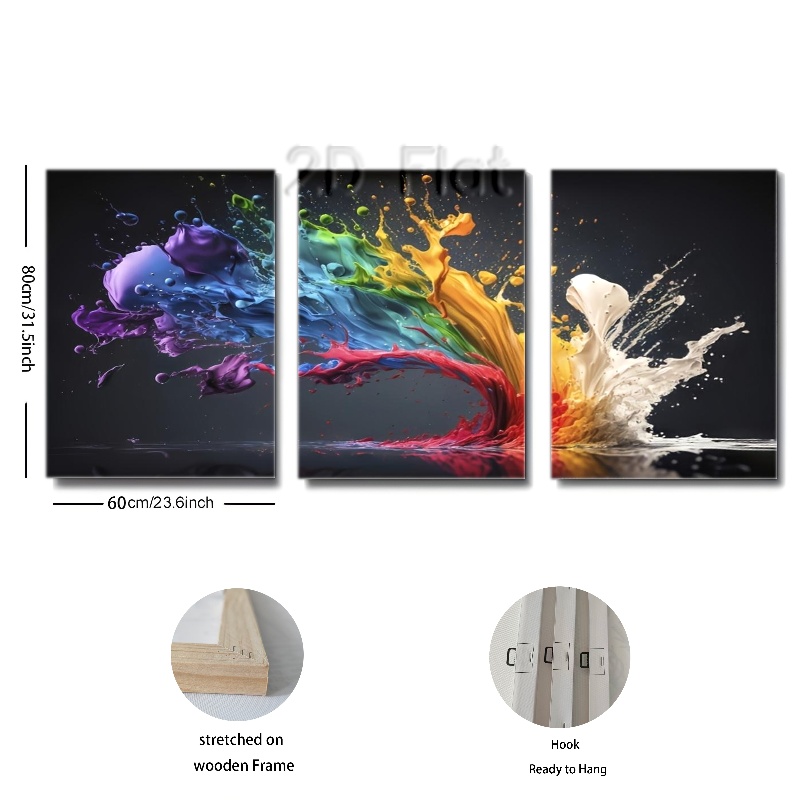 2D Flat
80cm/31.5inch
60cm/23.6inch
stretched on
wooden Frame
Hook
Ready to Hang